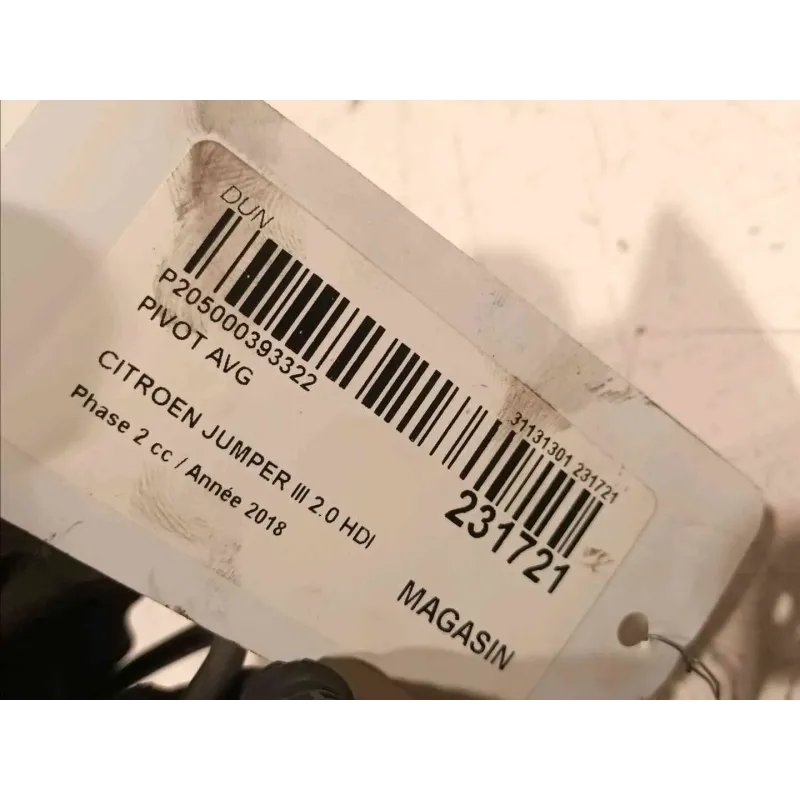 DUN
31131301 231721
P205000393322
231721
PIVOT AVG
CITROEN JUMPER III 2.0 HDI
Phase 2 cc / Année 2018
MAGASIN